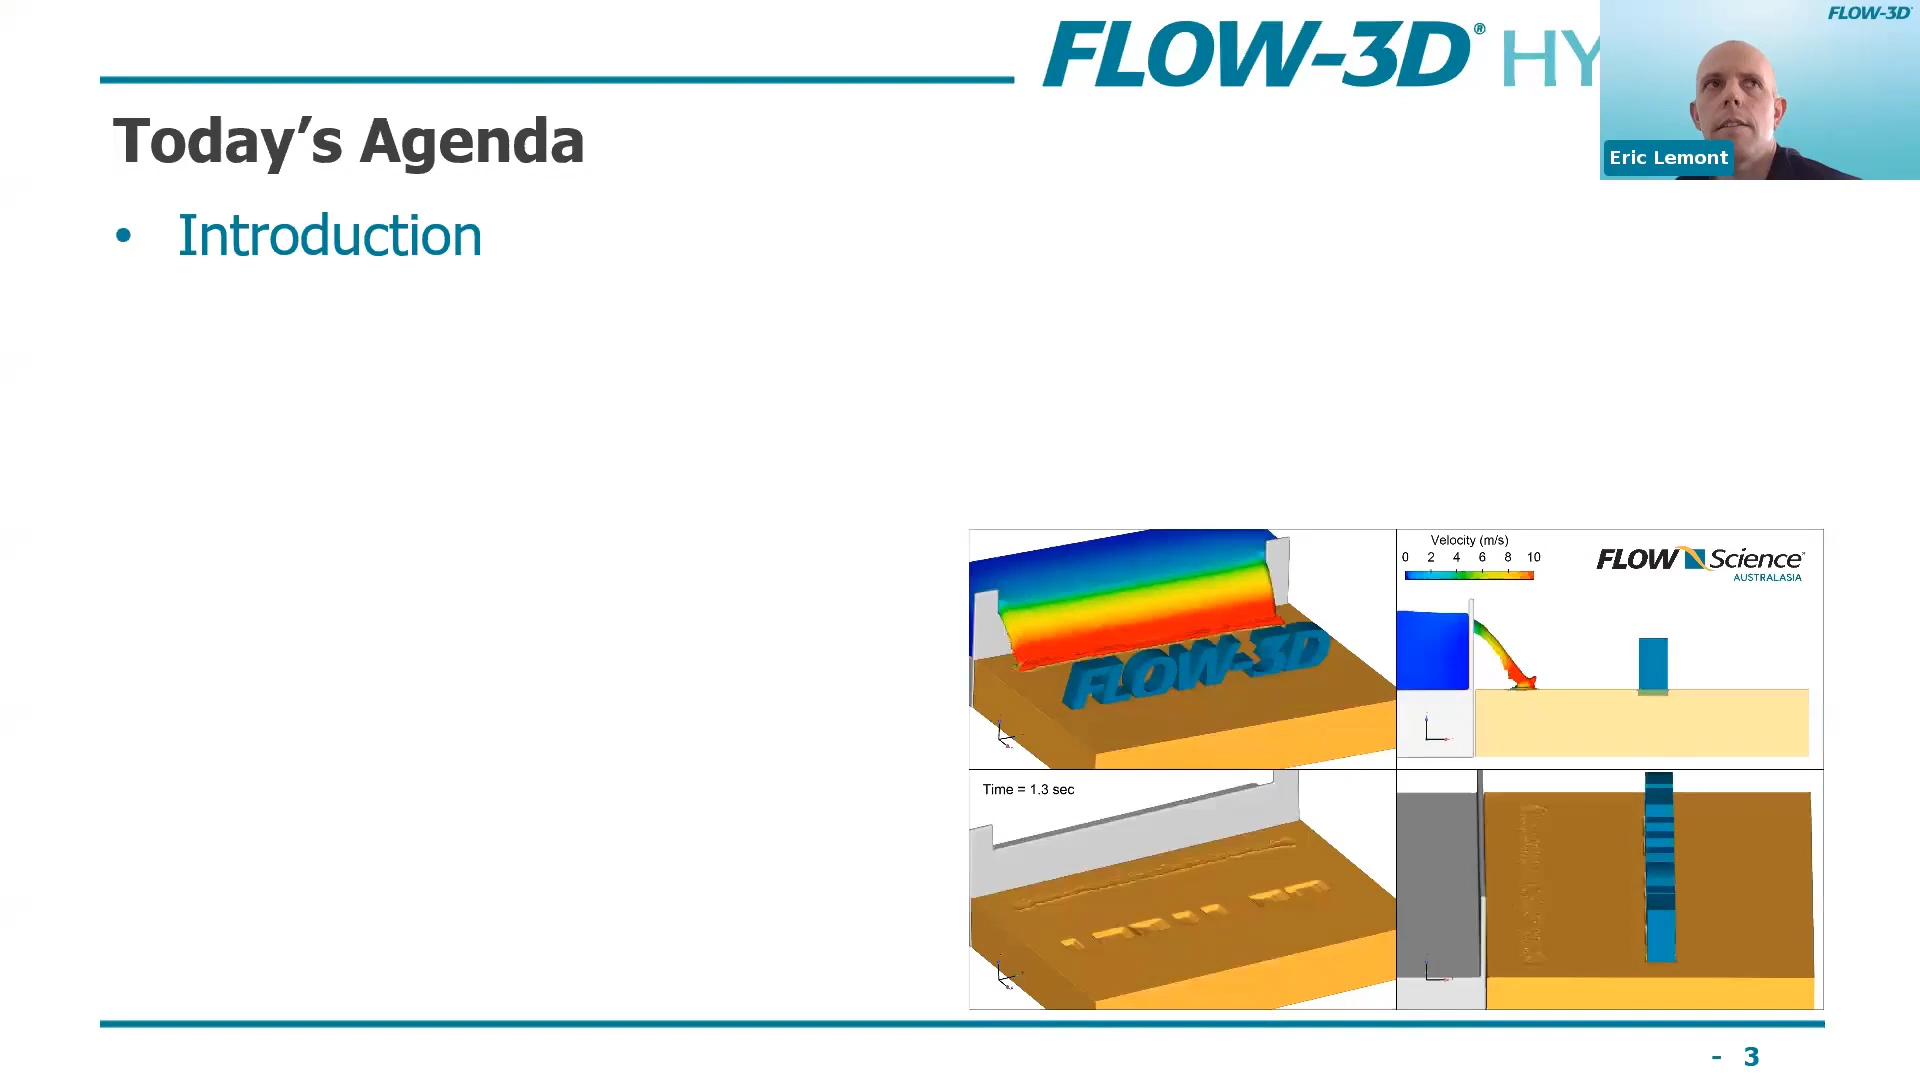 FLOW-3D® HY
FLOW-3D
Eric Lemont
Today’s Agenda
• Introduction
Velocity (m/s)
0 2 4 6 8 10
FLOW Science
AUSTRALASIA
FLOW-3D
Time = 1.3 sec
- 3